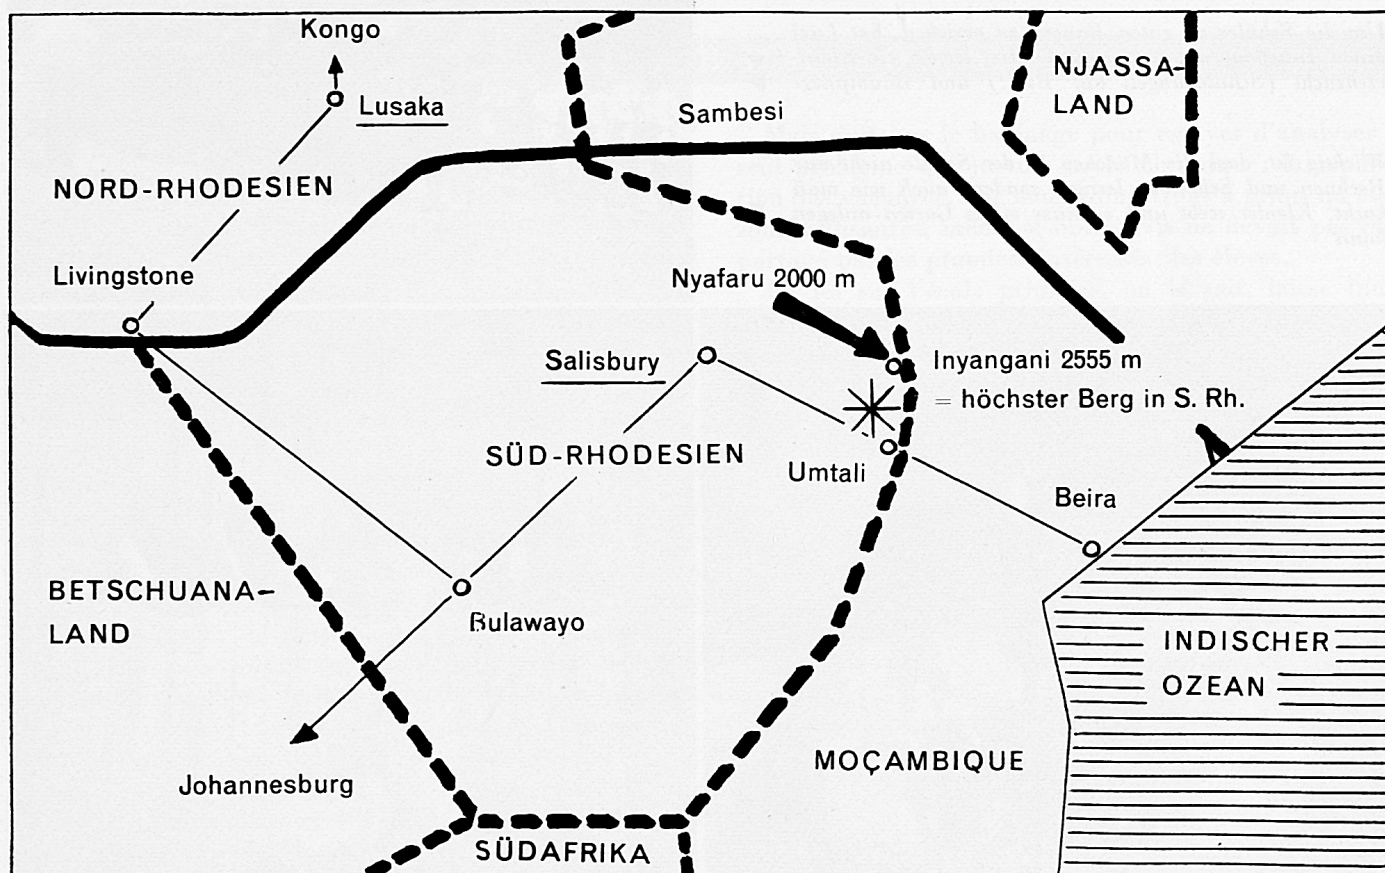 Kongo
Lusaka
NJASSA-
LAND
Sambesi
NORD-RHODESIEN
Livingstone
Nyafaru 2000 m
Salisbury
Inyangani 2555 m
= höchster Berg in S. Rh.
SÜD-RHODESIEN
Umtali
Beira
BETSCHUANA-
LAND
Bulawayo
INDISCHER
OZEAN
Johannesburg
MOÇAMBIQUE
SÜDAFRIKA